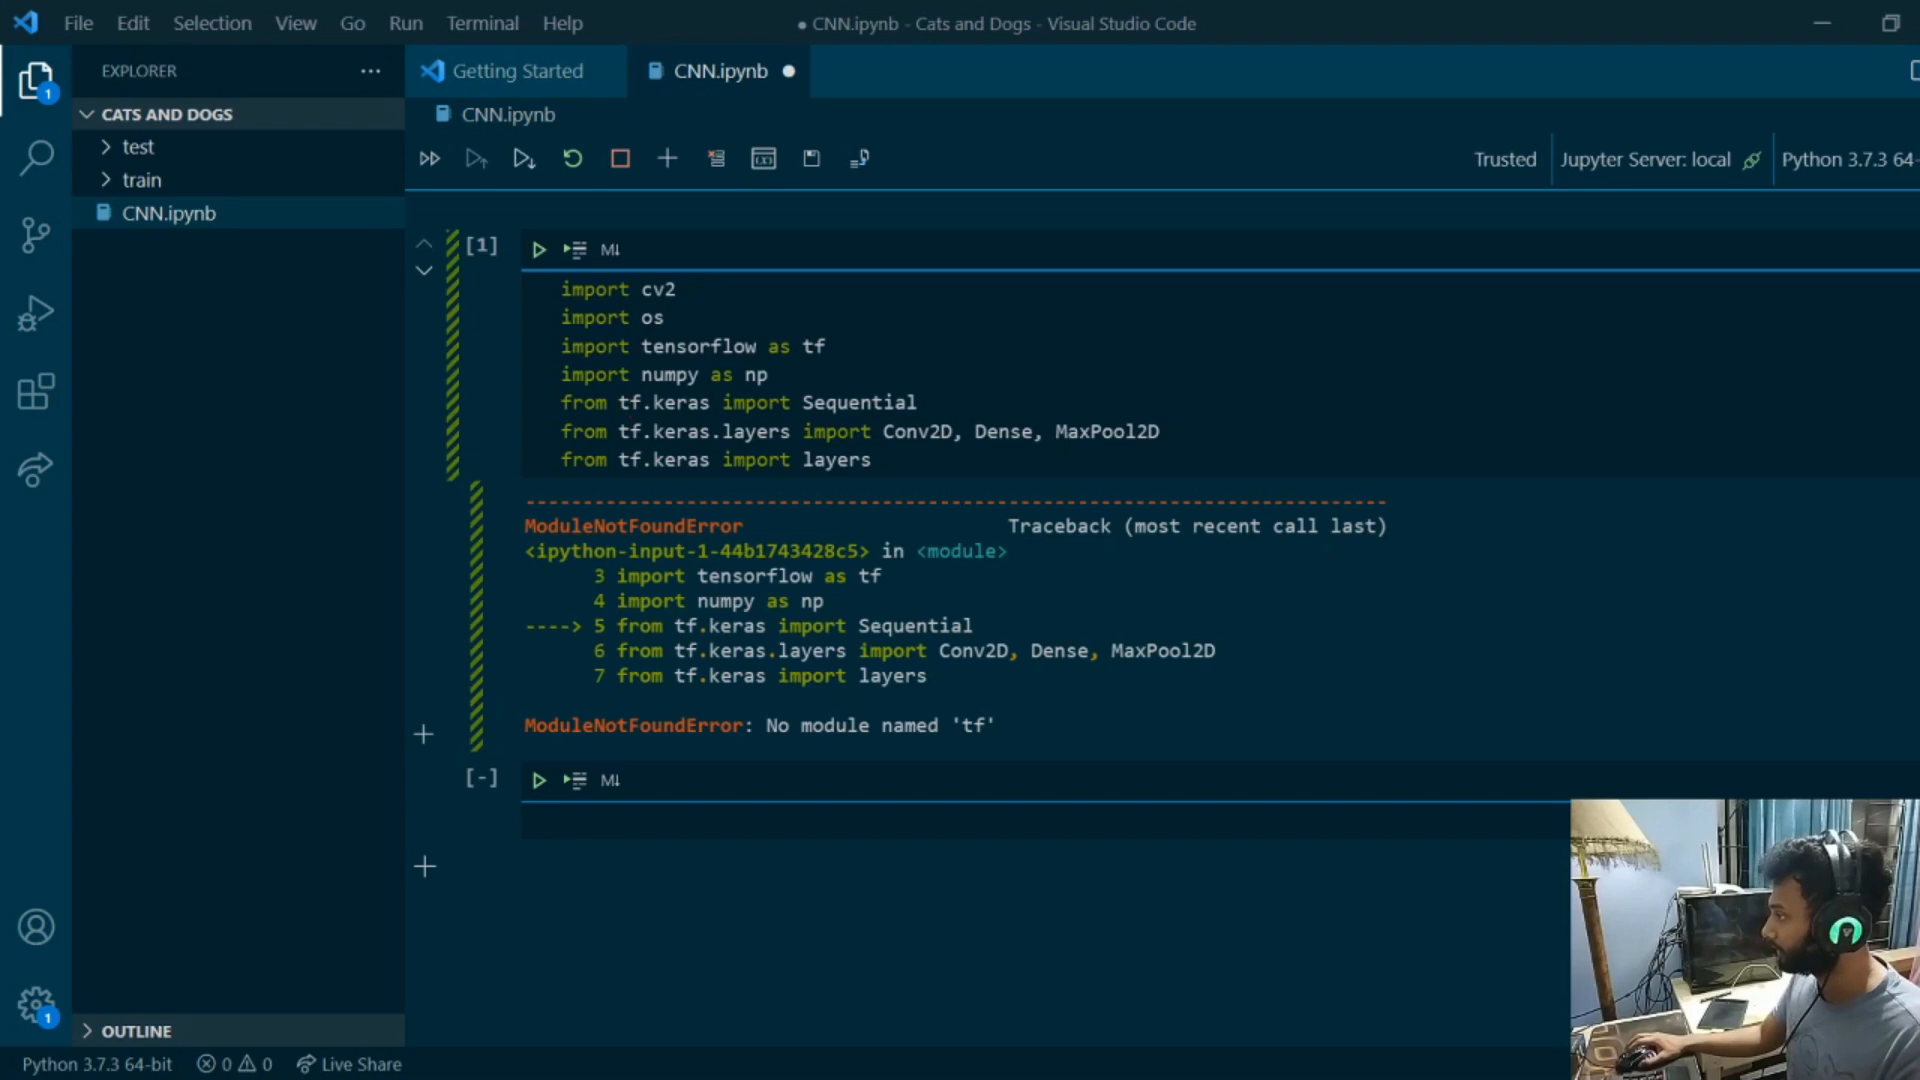 File Edit Selection View Go Run Terminal Help
● CNN.ipynb - Cats and Dogs - Visual Studio Code
EXPLORER
Getting Started
CNN.ipynb
1
CATS AND DOGS
CNN.ipynb
test
train
Trusted
Jupyter Server: local
Python 3.7.3 64-
CNN.ipynb
[1]
M↓
import cv2
import os
import tensorflow as tf
import numpy as np
from tf.keras import Sequential
from tf.keras.layers import Conv2D, Dense, MaxPool2D
from tf.keras import layers
---------------------------------------------------------------------------
ModuleNotFoundError Traceback (most recent call last)
<ipython-input-1-44b1743428c5> in <module>
3 import tensorflow as tf
4 import numpy as np
----> 5 from tf.keras import Sequential
6 from tf.keras.layers import Conv2D, Dense, MaxPool2D
7 from tf.keras import layers
ModuleNotFoundError: No module named 'tf'
[-]
M↓
1
OUTLINE
Python 3.7.3 64-bit
0
0
Live Share